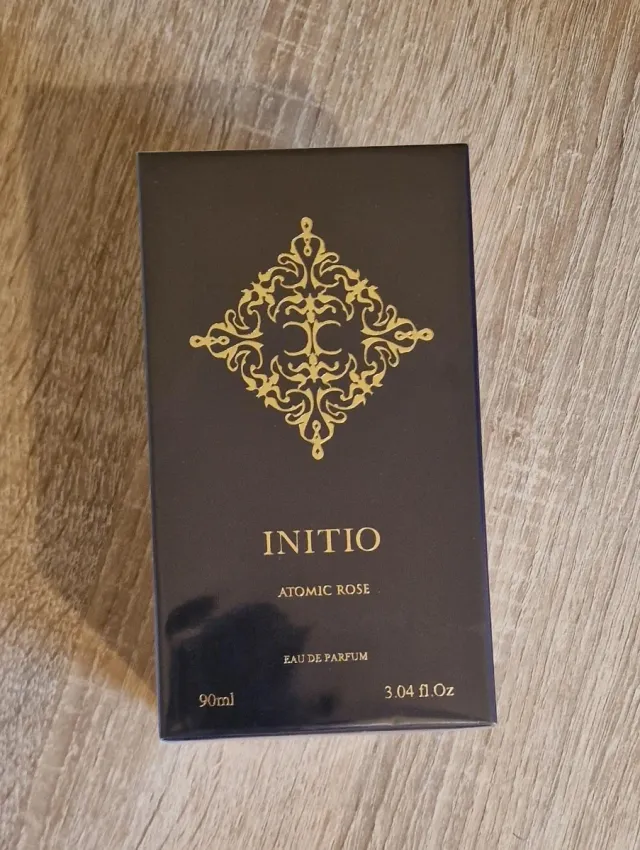 INITIO
ATOMIC ROSE
EAU DE PARFUM
90ml 3.04 fl.Oz